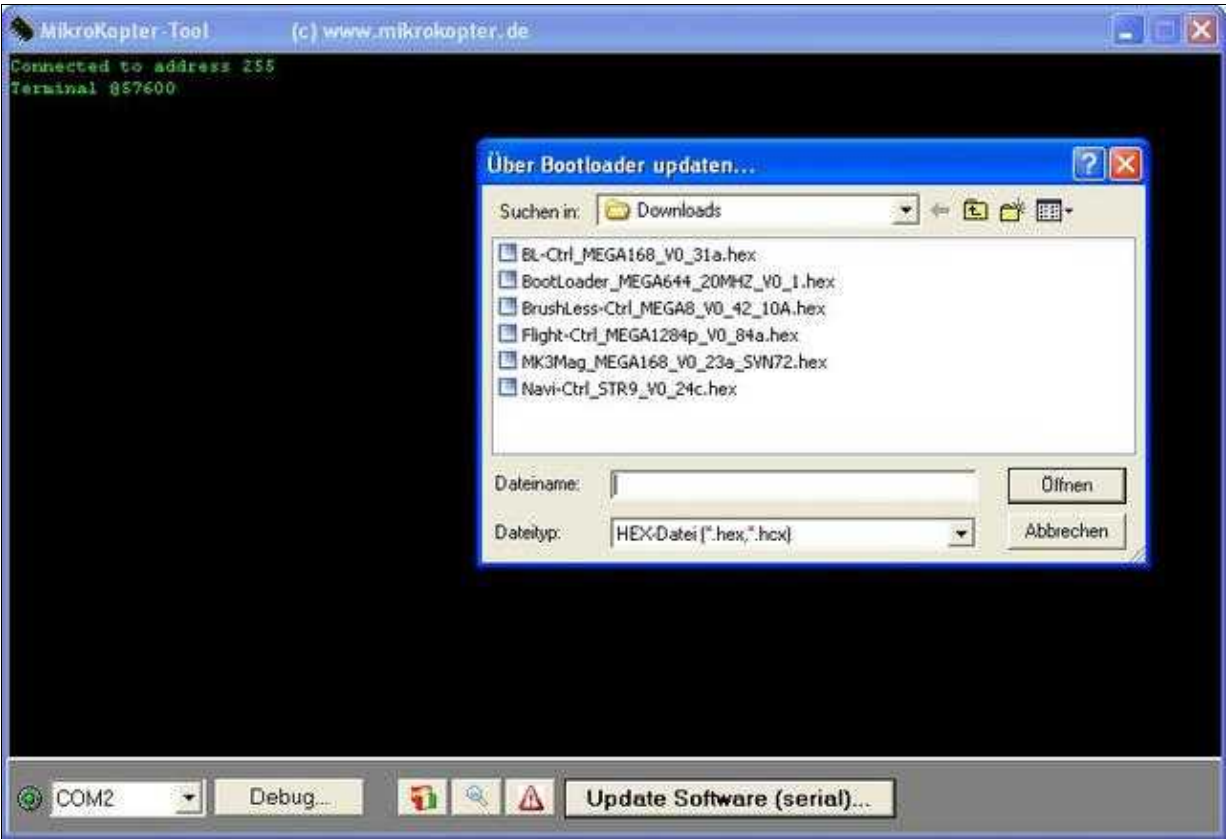 MikroKopter-Tool (c) www.mikrokopter.de
Connected to address 255
Terminal @57600
Über Bootloader updaten...
Suchen in: Downloads
BL-Ctrl_MEGA168_V0_31a.hex
BootLoader_MEGA644_20MHZ_V0_1.hex
BrushLess-Ctrl_MEGA8_V0_42_10A.hex
Flight-Ctrl_MEGA1284p_V0_84a.hex
MK3Mag_MEGA168_V0_23a_SVN72.hex
Navi-Ctrl_STR9_V0_24c.hex
Dateiname: Öffnen
Dateityp: HEX-Datei (*.hex,*.hcx) Abbrechen
COM2 Debug... Update Software (serial)...